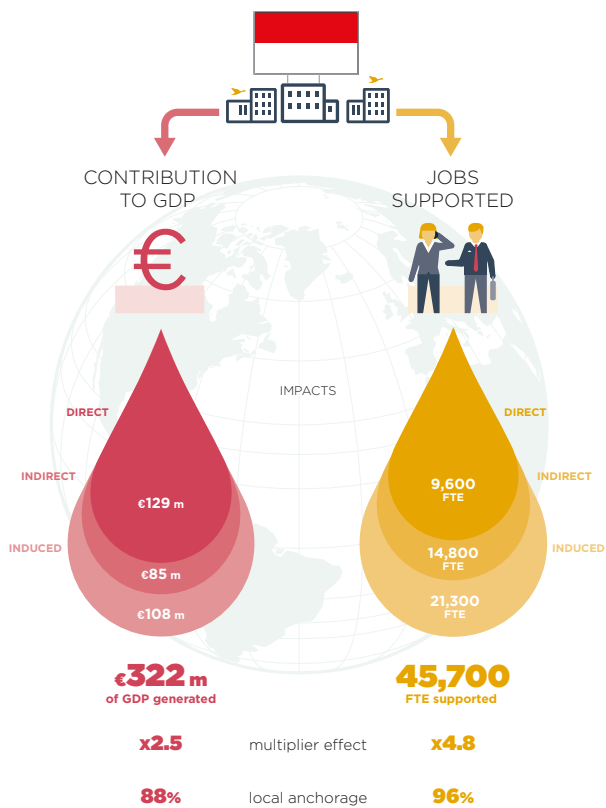 CONTRIBUTION
TO GDP
JOBS
SUPPORTED
€
IMPACTS
DIRECT
DIRECT
INDIRECT
INDIRECT
INDUCED
INDUCED
€129 m
€85 m
€108 m
9,600
FTE
14,800
FTE
21,300
FTE
€322 m
of GDP generated
45,700
FTE supported
x2.5
multiplier effect
x4.8
88%
local anchorage
96%